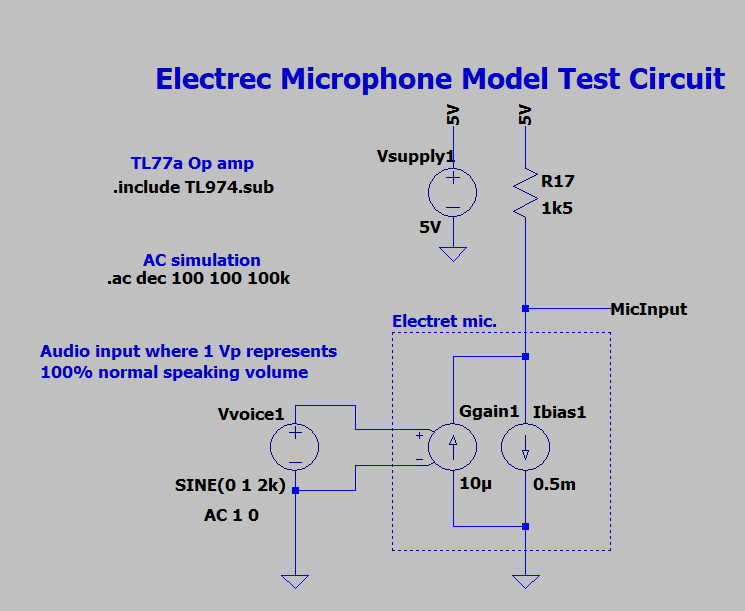 Electrec Microphone Model Test Circuit
5V
5V
Vsupply1
TL77a Op amp
.include TL974.sub
R17
1k5
5V
AC simulation
.ac dec 100 100 100k
MicInput
Electret mic.
Audio input where 1 Vp represents
100% normal speaking volume
Vvoice1
Ggain1
Ibias1
SINE(0 1 2k)
10µ
0.5m
AC 1 0